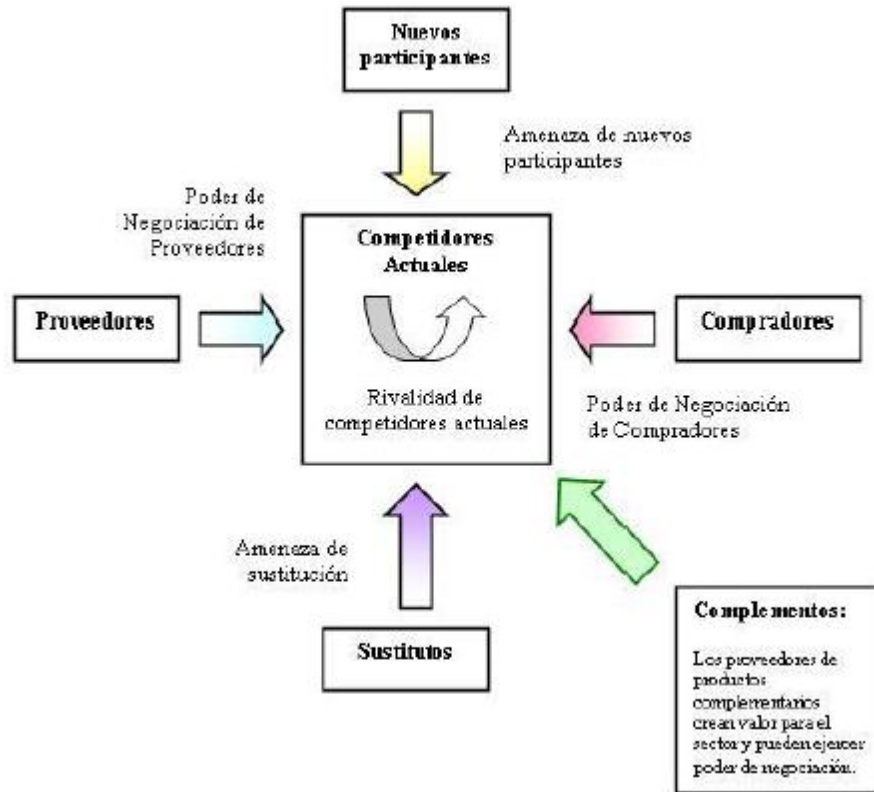 Nuevos
participantes
Amenaza de nuevos
participantes
Poder de
Negociación de
Proveedores
Competidores
Actuales
Proveedores
Compradores
Rivalidad de
competidores actuales
Poder de Negociación
de Compradores
Amenaza de
sustitución
Sustitutos
Complementos:
Los proveedores de
productos
complementarios
crean valor para el
sector y pueden ejercer
poder de negociación.